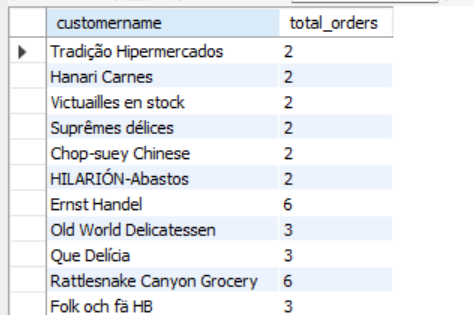 customername total_orders
Tradição Hipermercados 2
Hanari Carnes 2
Victuailles en stock 2
Suprêmes délices 2
Chop-suey Chinese 2
HILARIÓN-Abastos 2
Ernst Handel 6
Old World Delicatessen 3
Que Delícia 3
Rattlesnake Canyon Grocery 6
Folk och fä HB 3